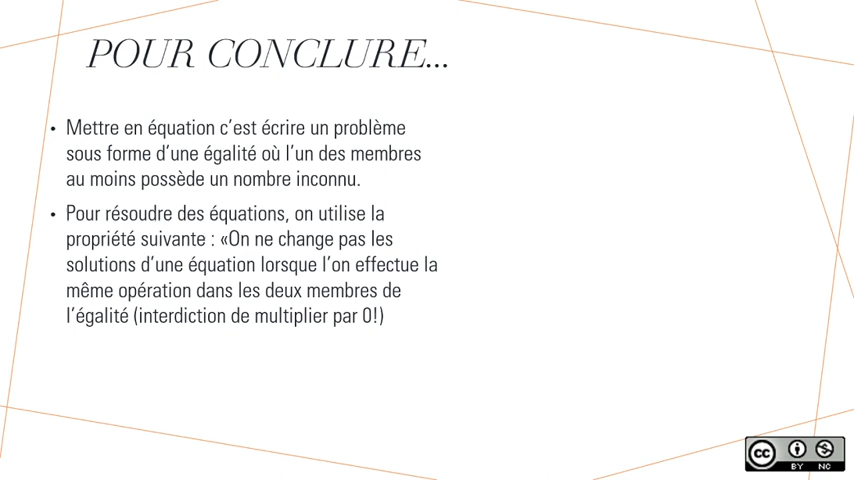 POUR CONCLURE...
• Mettre en équation c'est écrire un problème
sous forme d'une égalité où l'un des membres
au moins possède un nombre inconnu.
• Pour résoudre des équations, on utilise la
propriété suivante : «On ne change pas les
solutions d'une équation lorsque l'on effectue la
même opération dans les deux membres de
l'égalité (interdiction de multiplier par 0!)
cc
BY NC